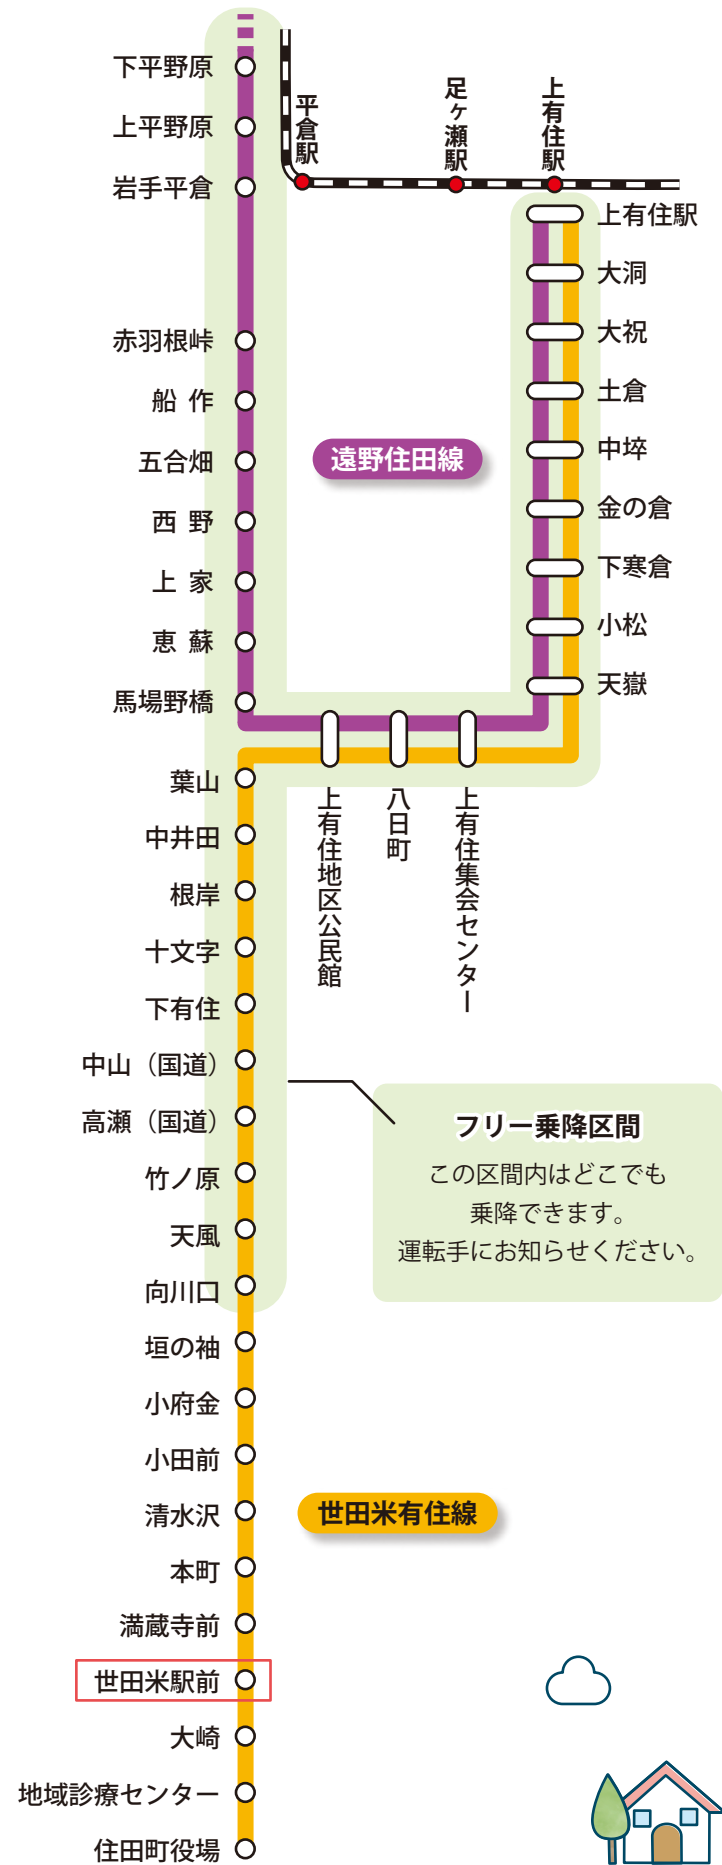 下平野原
上平野原
岩手平倉
平倉駅
足ヶ瀬駅
上有住駅
上有住駅
大洞
大祝
土倉
中埣
金の倉
下寒倉
小松
天嶽
赤羽根峠
船 作
五合畑
西 野
上 家
恵 蘇
馬場野橋
遠野住田線
上有住地区公民館
八日町
上有住集会センター
葉山
中井田
根岸
十文字
下有住
中山（国道）
高瀬（国道）
竹ノ原
天風
向川口
フリー乗降区間
この区間内はどこでも
乗降できます。
運転手にお知らせください。
垣の袖
小府金
小田前
清水沢
本町
満蔵寺前
世田米駅前
大崎
地域診療センター
住田町役場
世田米有住線